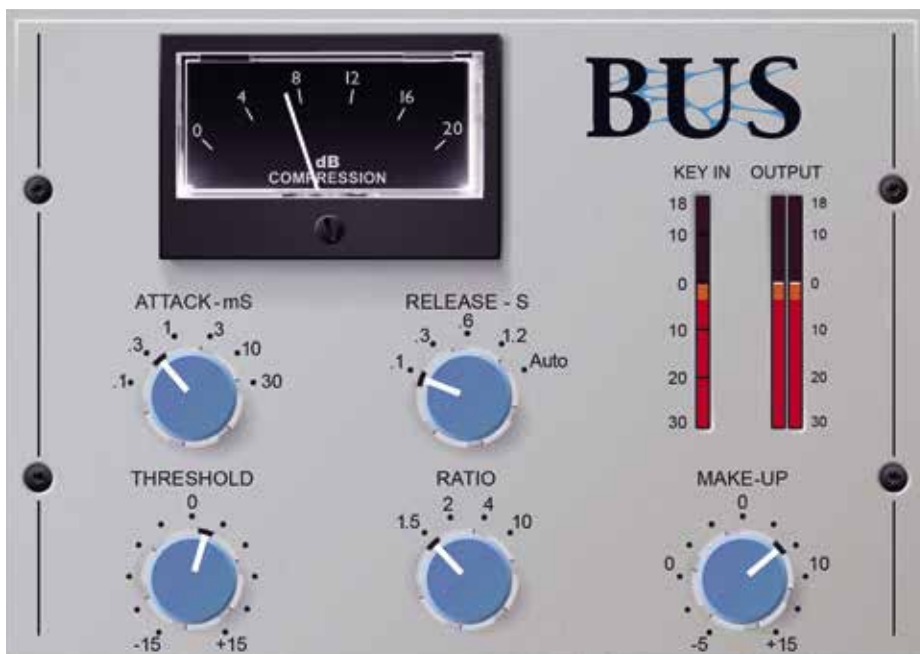 BUS
0 4 8 12 16 20
dB
COMPRESSION
KEY IN OUTPUT
18 18
10 10
0 0
10 10
20 20
30 30
ATTACK-mS
.1 .3 1 .3 10 30
RELEASE - S
.1 .3 .6 1.2 Auto
THRESHOLD
0
-15 +15
RATIO
1.5 2 4 10
MAKE-UP
0
0 10
-5 +15